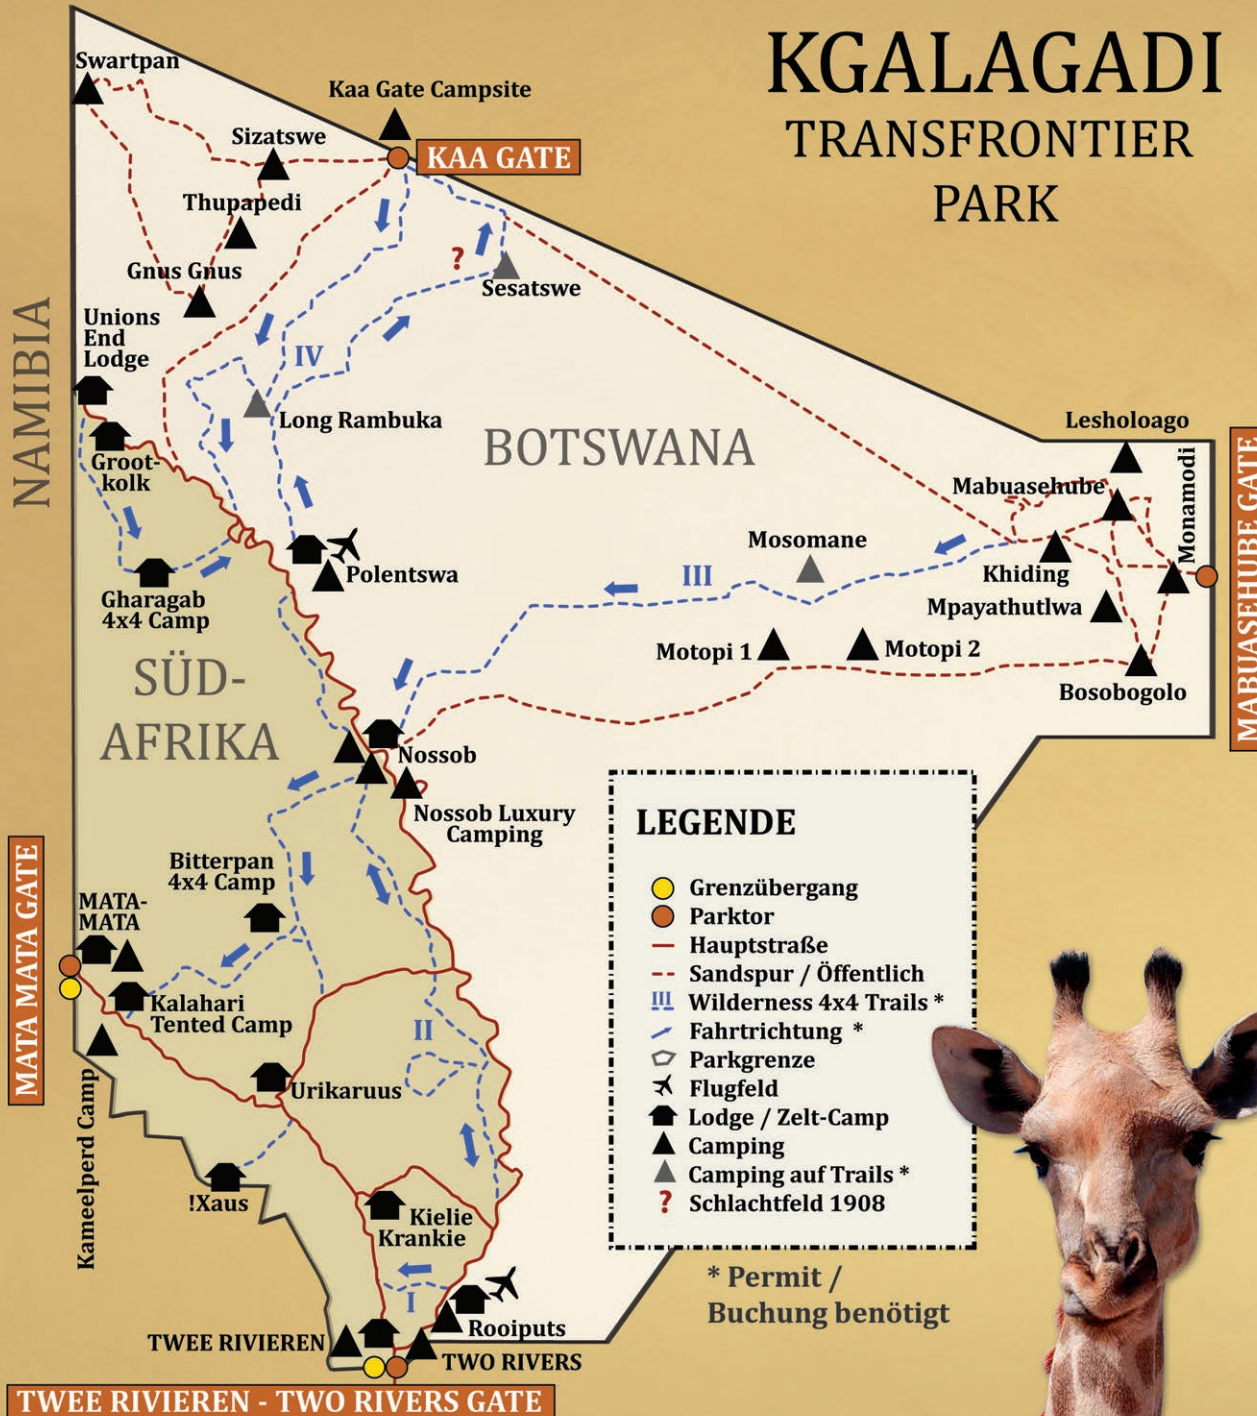 KGALAGADI
TRANSFRONTIER
PARK
Swartpan
Kaa Gate Campsite
KAA GATE
Sizatswe
Thupapedi
Gnus Gnus
?
Sesatswe
NAMIBIA
Unions
End
Lodge
IV
Long Rambuka
Groot-
kolk
BOTSWANA
Lesholoago
Mabuasehube
Monamodi
MABUASEHUBE GATE
Mosomane
III
Khiding
Mpayathutlwa
Polentswa
Gharagab
4x4 Camp
Motopi 1
Motopi 2
Bosobogolo
SÜD-
AFRIKA
Nossob
Nossob Luxury
Camping
Bitterpan
4x4 Camp
MATA-
MATA
MATA MATA GATE
Kalahari
Tented Camp
II
Urikaruus
Kameelperd Camp
!Xaus
Kielie
Krankie
I
Rooiputs
TWEE RIVIEREN
TWO RIVERS
TWEE RIVIEREN - TWO RIVERS GATE
LEGENDE
Grenzübergang
Parktor
Hauptstraße
Sandspur / Öffentlich
III Wilderness 4x4 Trails *
Fahrtrichtung *
Parkgrenze
Flugfeld
Lodge / Zelt-Camp
Camping
Camping auf Trails *
? Schlachtfeld 1908
* Permit /
Buchung benötigt